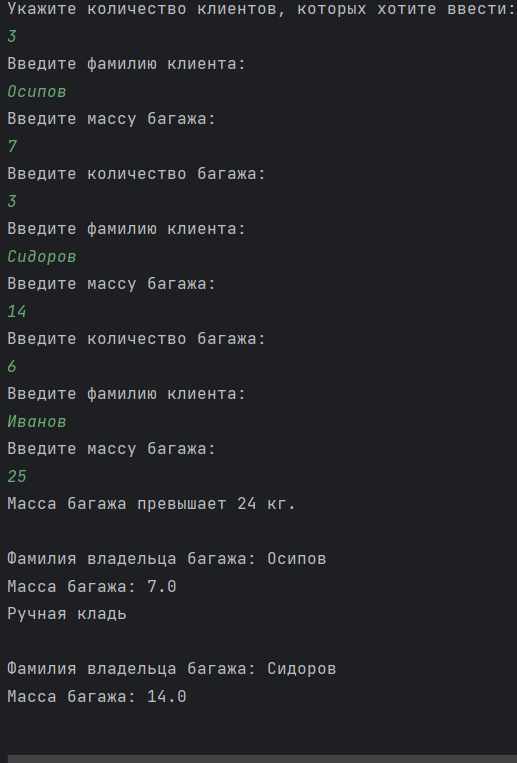 Укажите количество клиентов, которых хотите ввести:
3
Введите фамилию клиента:
Осипов
Введите массу багажа:
7
Введите количество багажа:
3
Введите фамилию клиента:
Сидоров
Введите массу багажа:
14
Введите количество багажа:
6
Введите фамилию клиента:
Иванов
Введите массу багажа:
25
Масса багажа превышает 24 кг.
Фамилия владельца багажа: Осипов
Масса багажа: 7.0
Ручная кладь
Фамилия владельца багажа: Сидоров
Масса багажа: 14.0